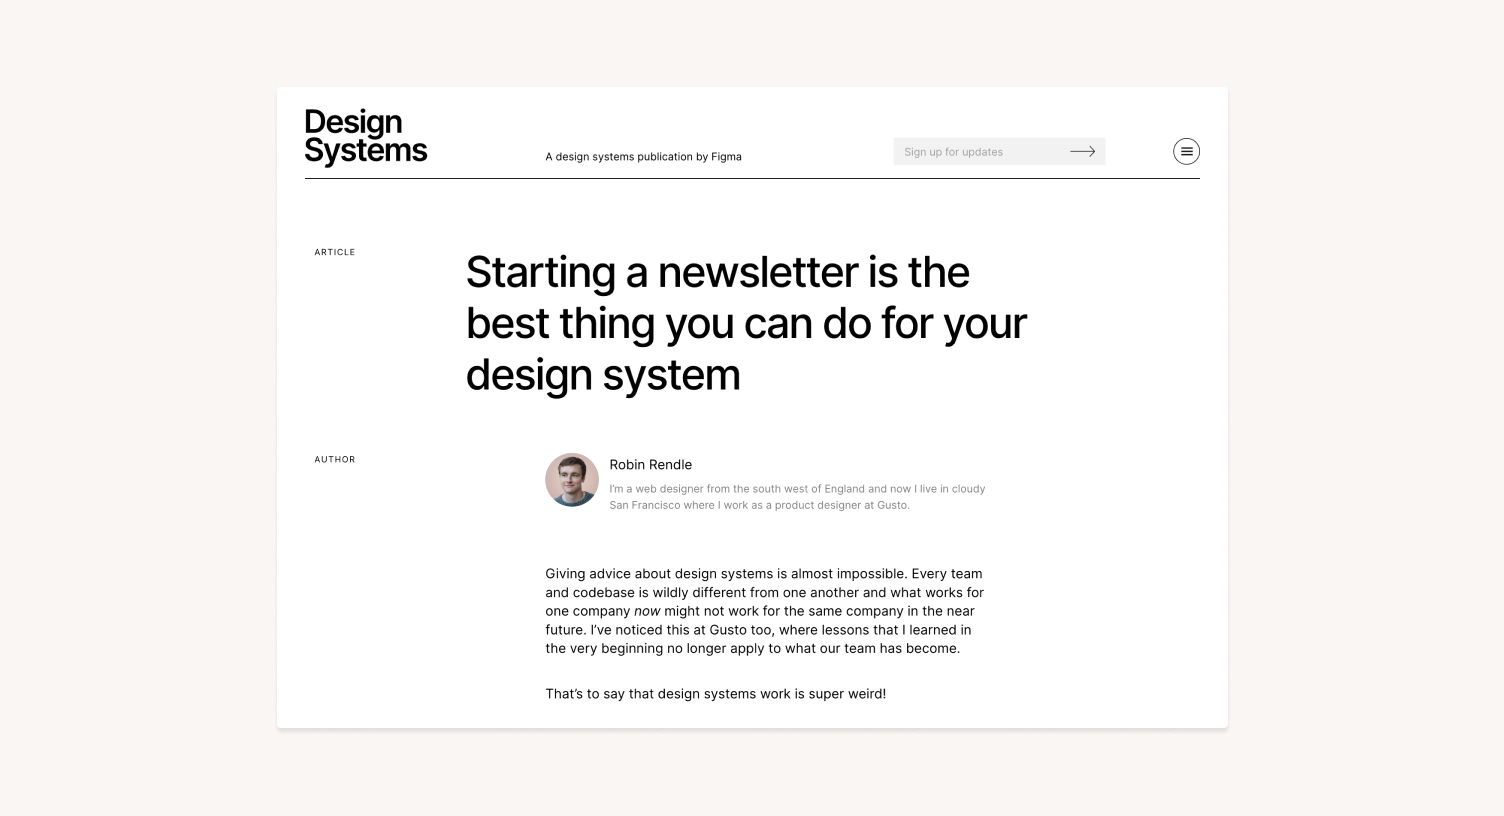 Design
Systems
A design systems publication by Figma
Sign up for updates
ARTICLE
Starting a newsletter is the
best thing you can do for your
design system
AUTHOR
Robin Rendle
I’m a web designer from the south west of England and now I live in cloudy
San Francisco where I work as a product designer at Gusto.
Giving advice about design systems is almost impossible. Every team
and codebase is wildly different from one another and what works for
one company now might not work for the same company in the near
future. I’ve noticed this at Gusto too, where lessons that I learned in
the very beginning no longer apply to what our team has become.
That’s to say that design systems work is super weird!